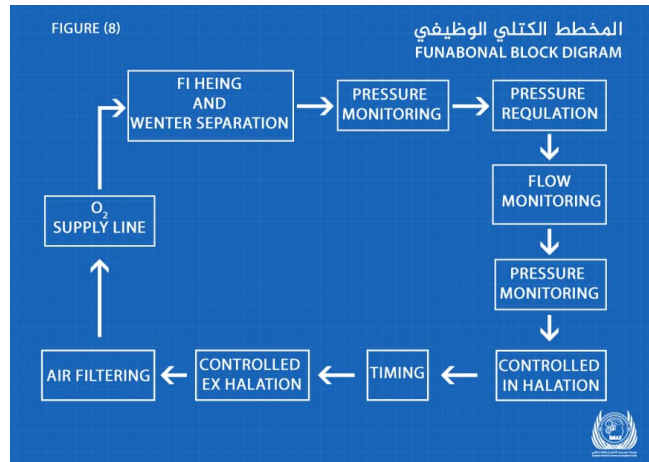 FIGURE (8)
المخطط الكتلي الوظيفي
FUNABONAL BLOCK DIGRAM
FI HEING
AND
WENTER SEPARATION
PRESSURE
MONITORING
PRESSURE
REQULATION
FLOW
MONITORING
PRESSURE
MONITORING
CONTROLLED
IN HALATION
TIMING
CONTROLLED
EX HALATION
AIR FILTERING
O₂
SUPPLY LINE